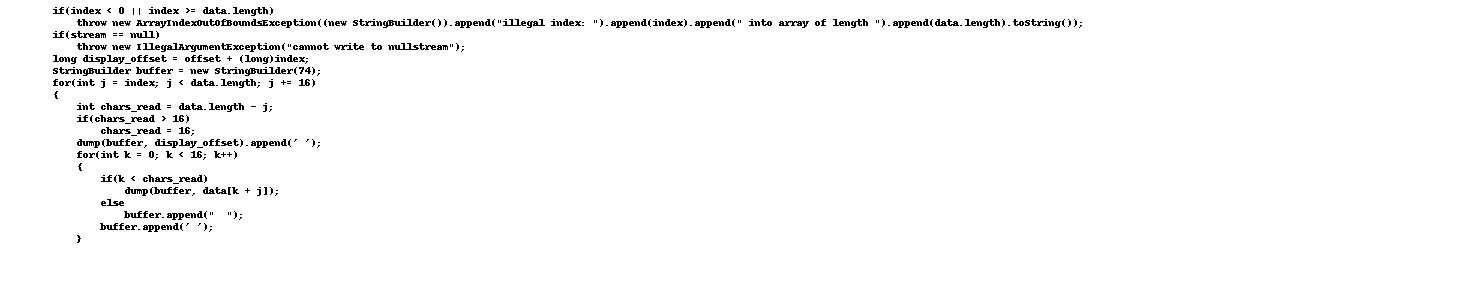 if(index < 0 || index >= data.length)
    throw new ArrayIndexOutOfBoundsException((new StringBuilder()).append("illegal index: ").append(index).append(" into array of length ").append(data.length).toString());
if(stream == null)
    throw new IllegalArgumentException("cannot write to nullstream");
long display_offset = offset + (long)index;
StringBuilder buffer = new StringBuilder(74);
for(int j = index; j < data.length; j += 16)
{
    int chars_read = data.length - j;
    if(chars_read > 16)
        chars_read = 16;
    dump(buffer, display_offset).append(' ');
    for(int k = 0; k < 16; k++)
    {
        if(k < chars_read)
            dump(buffer, data[k + j]);
        else
            buffer.append("  ");
        buffer.append(' ');
    }